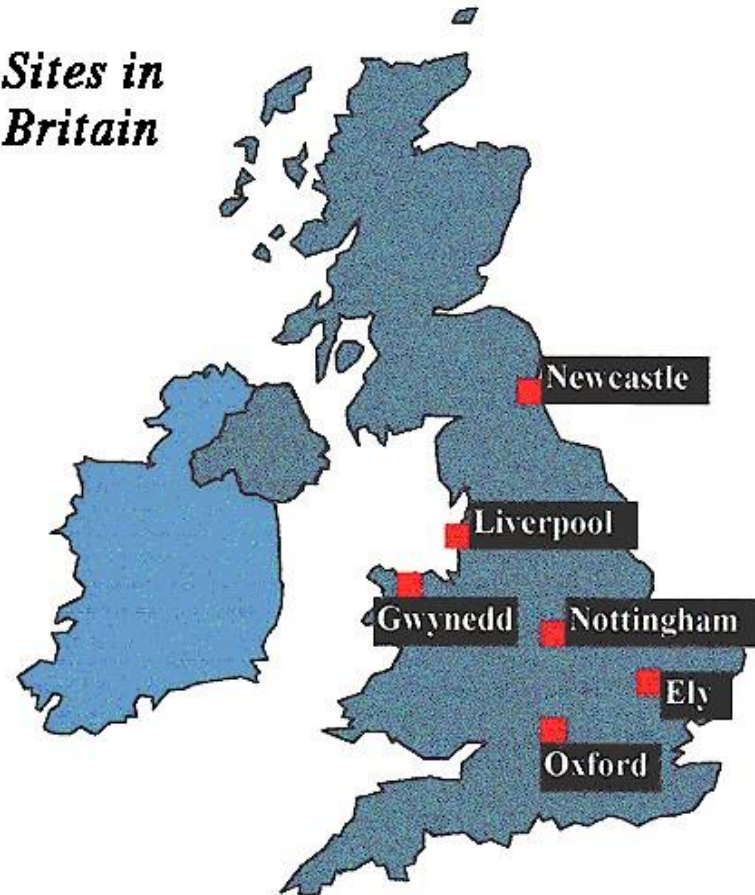 Sites in
Britain
Newcastle
Liverpool
Gwynedd
Nottingham
Ely
Oxford